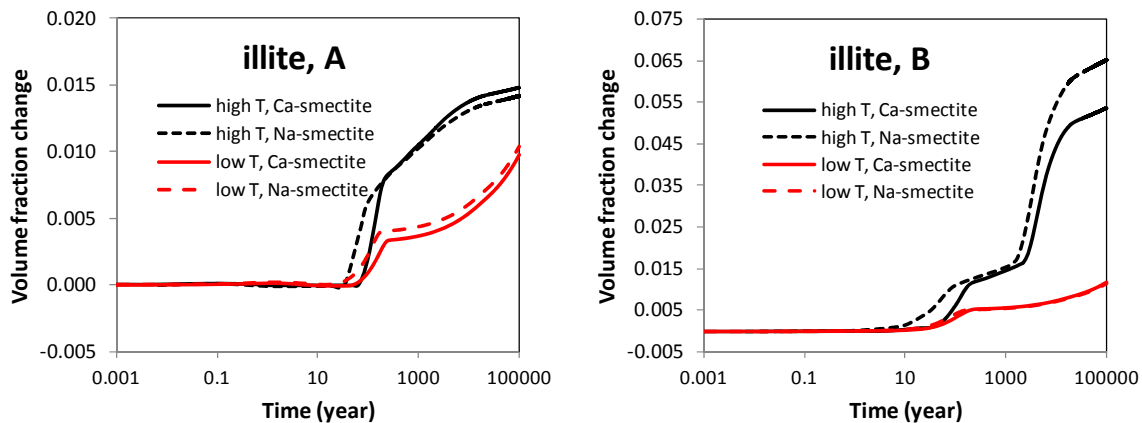 illite, A
high T, Ca-smectite
high T, Na-smectite
low T, Ca-smectite
low T, Na-smectite
Volume fraction change
0.020
0.015
0.010
0.005
0.000
-0.005
0.001
0.1
10
1000
100000
Time (year)
illite, B
high T, Ca-smectite
high T, Na-smectite
low T, Ca-smectite
low T, Na-smectite
Volume fraction change
0.075
0.065
0.055
0.045
0.035
0.025
0.015
0.005
-0.005
0.001
0.1
10
1000
100000
Time (year)